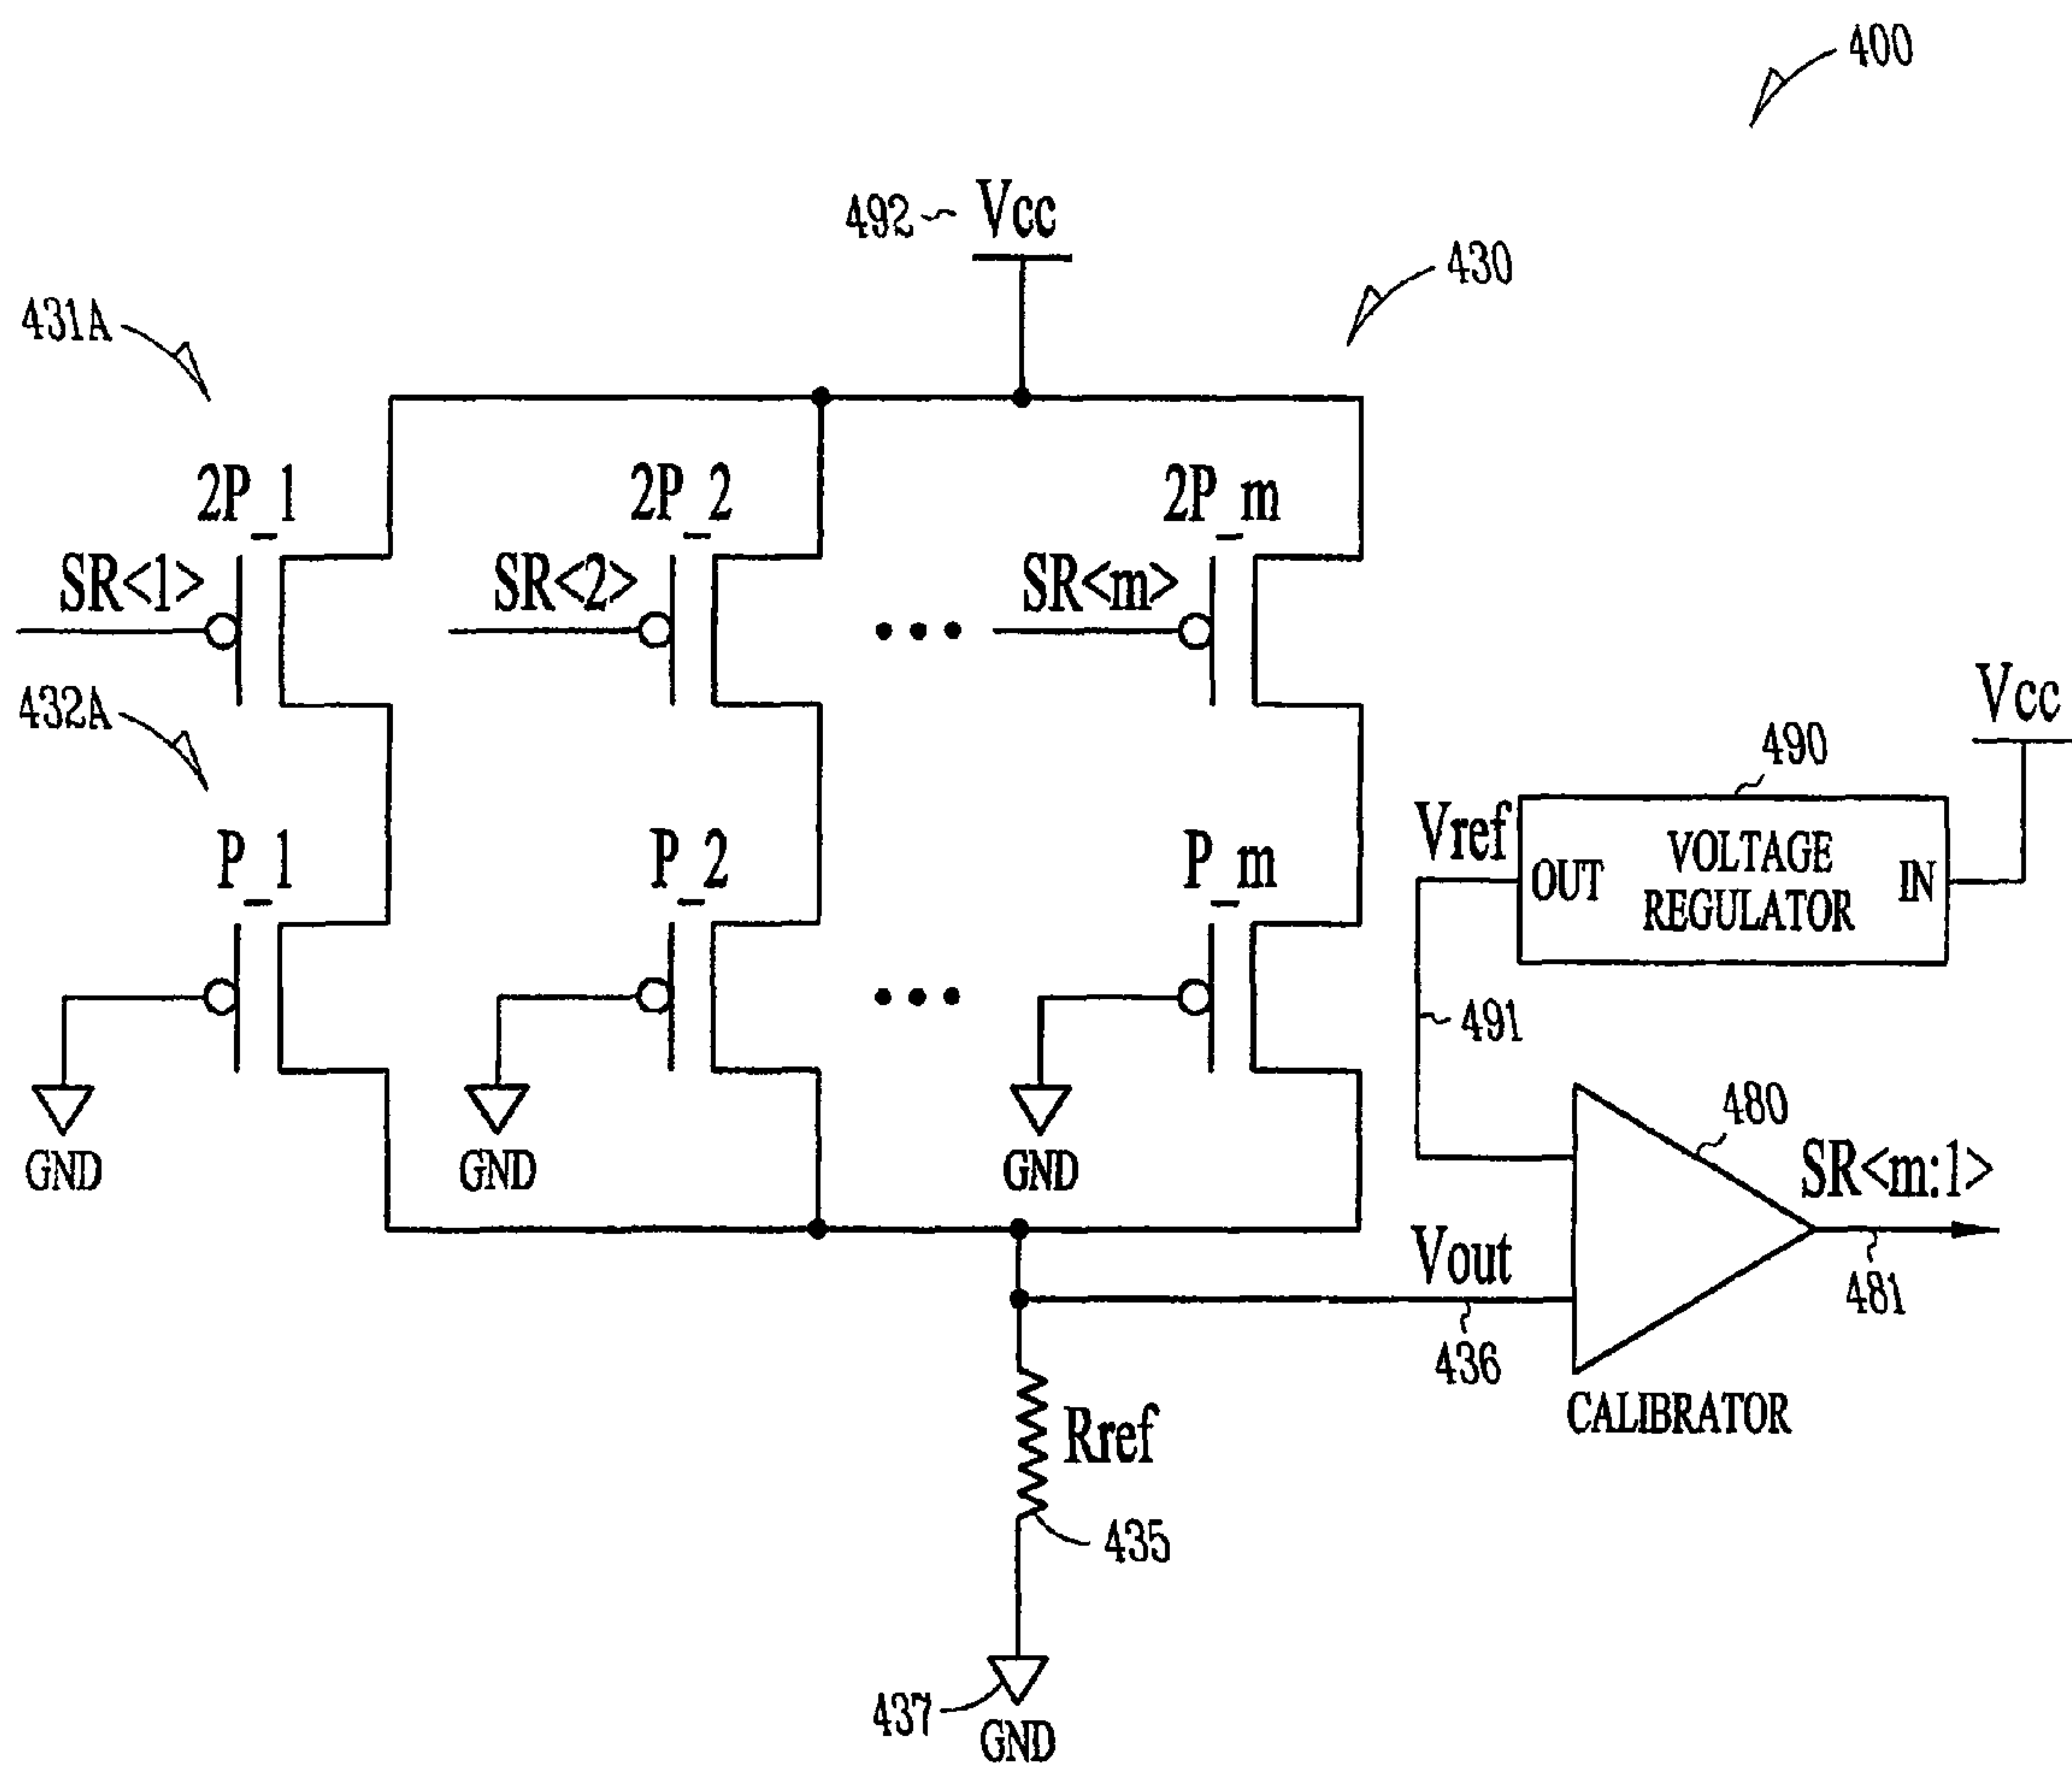 400
492
Vcc
430
431A
2P_1
2P_2
2P_m
SR<1>
SR<2>
SR<m>
432A
Vcc
490
P_1
P_2
P_m
Vref
OUT
VOLTAGE
REGULATOR
IN
491
480
GND
GND
GND
SR<m:1>
Vout
481
436
CALIBRATOR
Rref
435
437
GND